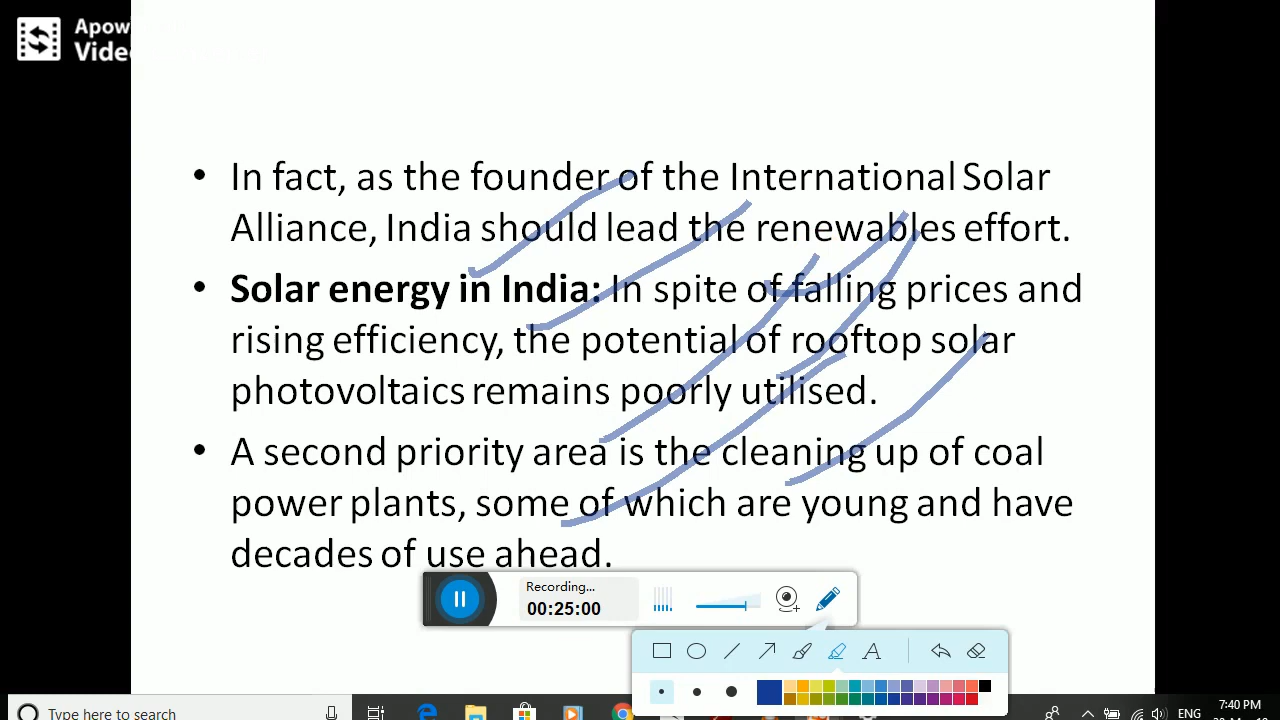 Apow
Vide
• In fact, as the founder of the International Solar
Alliance, India should lead the renewables effort.
• Solar energy in India: In spite of falling prices and
rising efficiency, the potential of rooftop solar
photovoltaics remains poorly utilised.
• A second priority area is the cleaning up of coal
power plants, some of which are young and have
decades of use ahead.
Recording...
00:25:00
A
Type here to search
ENG
7:40 PM